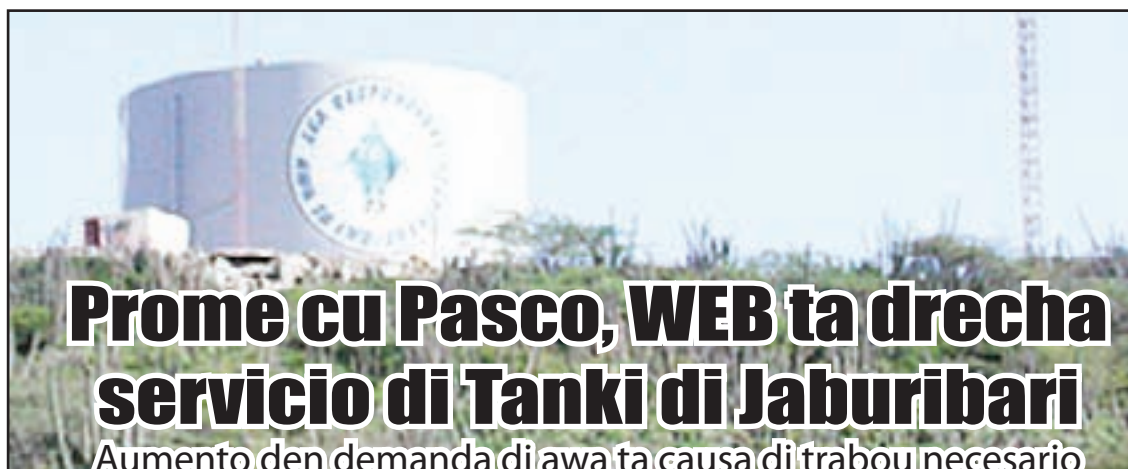 Prome cu Pasco, WEB ta drecha
servicio di Tanki di Jaburibari
Aumento den demanda di awa ta causa di trabou necesario